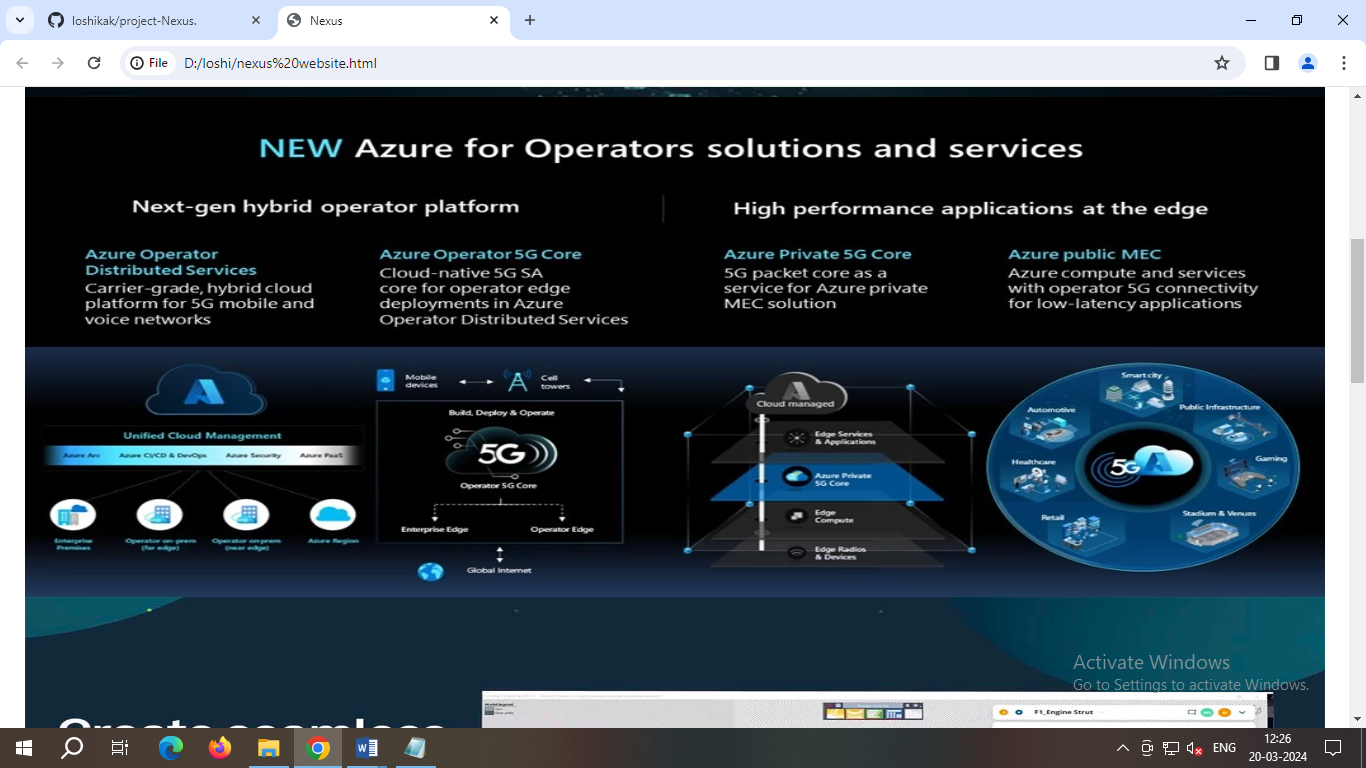 loshikak/project-Nexus.
Nexus
File
D:/loshi/nexus%20website.html
NEW Azure for Operators solutions and services
Next-gen hybrid operator platform
High performance applications at the edge
Azure Operator
Distributed Services
Carrier-grade, hybrid cloud
platform for 5G mobile and
voice networks
Azure Operator 5G Core
Cloud-native 5G SA
core for operator edge
deployments in Azure
Operator Distributed Services
Azure Private 5G Core
5G packet core as a
service for Azure private
MEC solution
Azure public MEC
Azure compute and services
with operator 5G connectivity
for low-latency applications
Unified Cloud Management
Azure Arc Azure CI/CD & DevOps Azure Security Azure PaaS
Enterprise
Premises
Operator on-prem
(far edge)
Operator on-prem
(near edge)
Azure Region
Mobile
devices
Cell
towers
Build, Deploy & Operate
5G
Operator 5G Core
Enterprise Edge
Operator Edge
Global Internet
Cloud managed
Edge Services
& Applications
Azure Private
5G Core
Edge
Compute
Edge Radios
& Devices
Smart city
Automotive
Public Infrastructure
Healthcare
5G
Gaming
Retail
Stadium & Venues
Activate Windows
Go to Settings to activate Windows.
F1_Engine Strut
Create seamless
ENG
12:26
20-03-2024